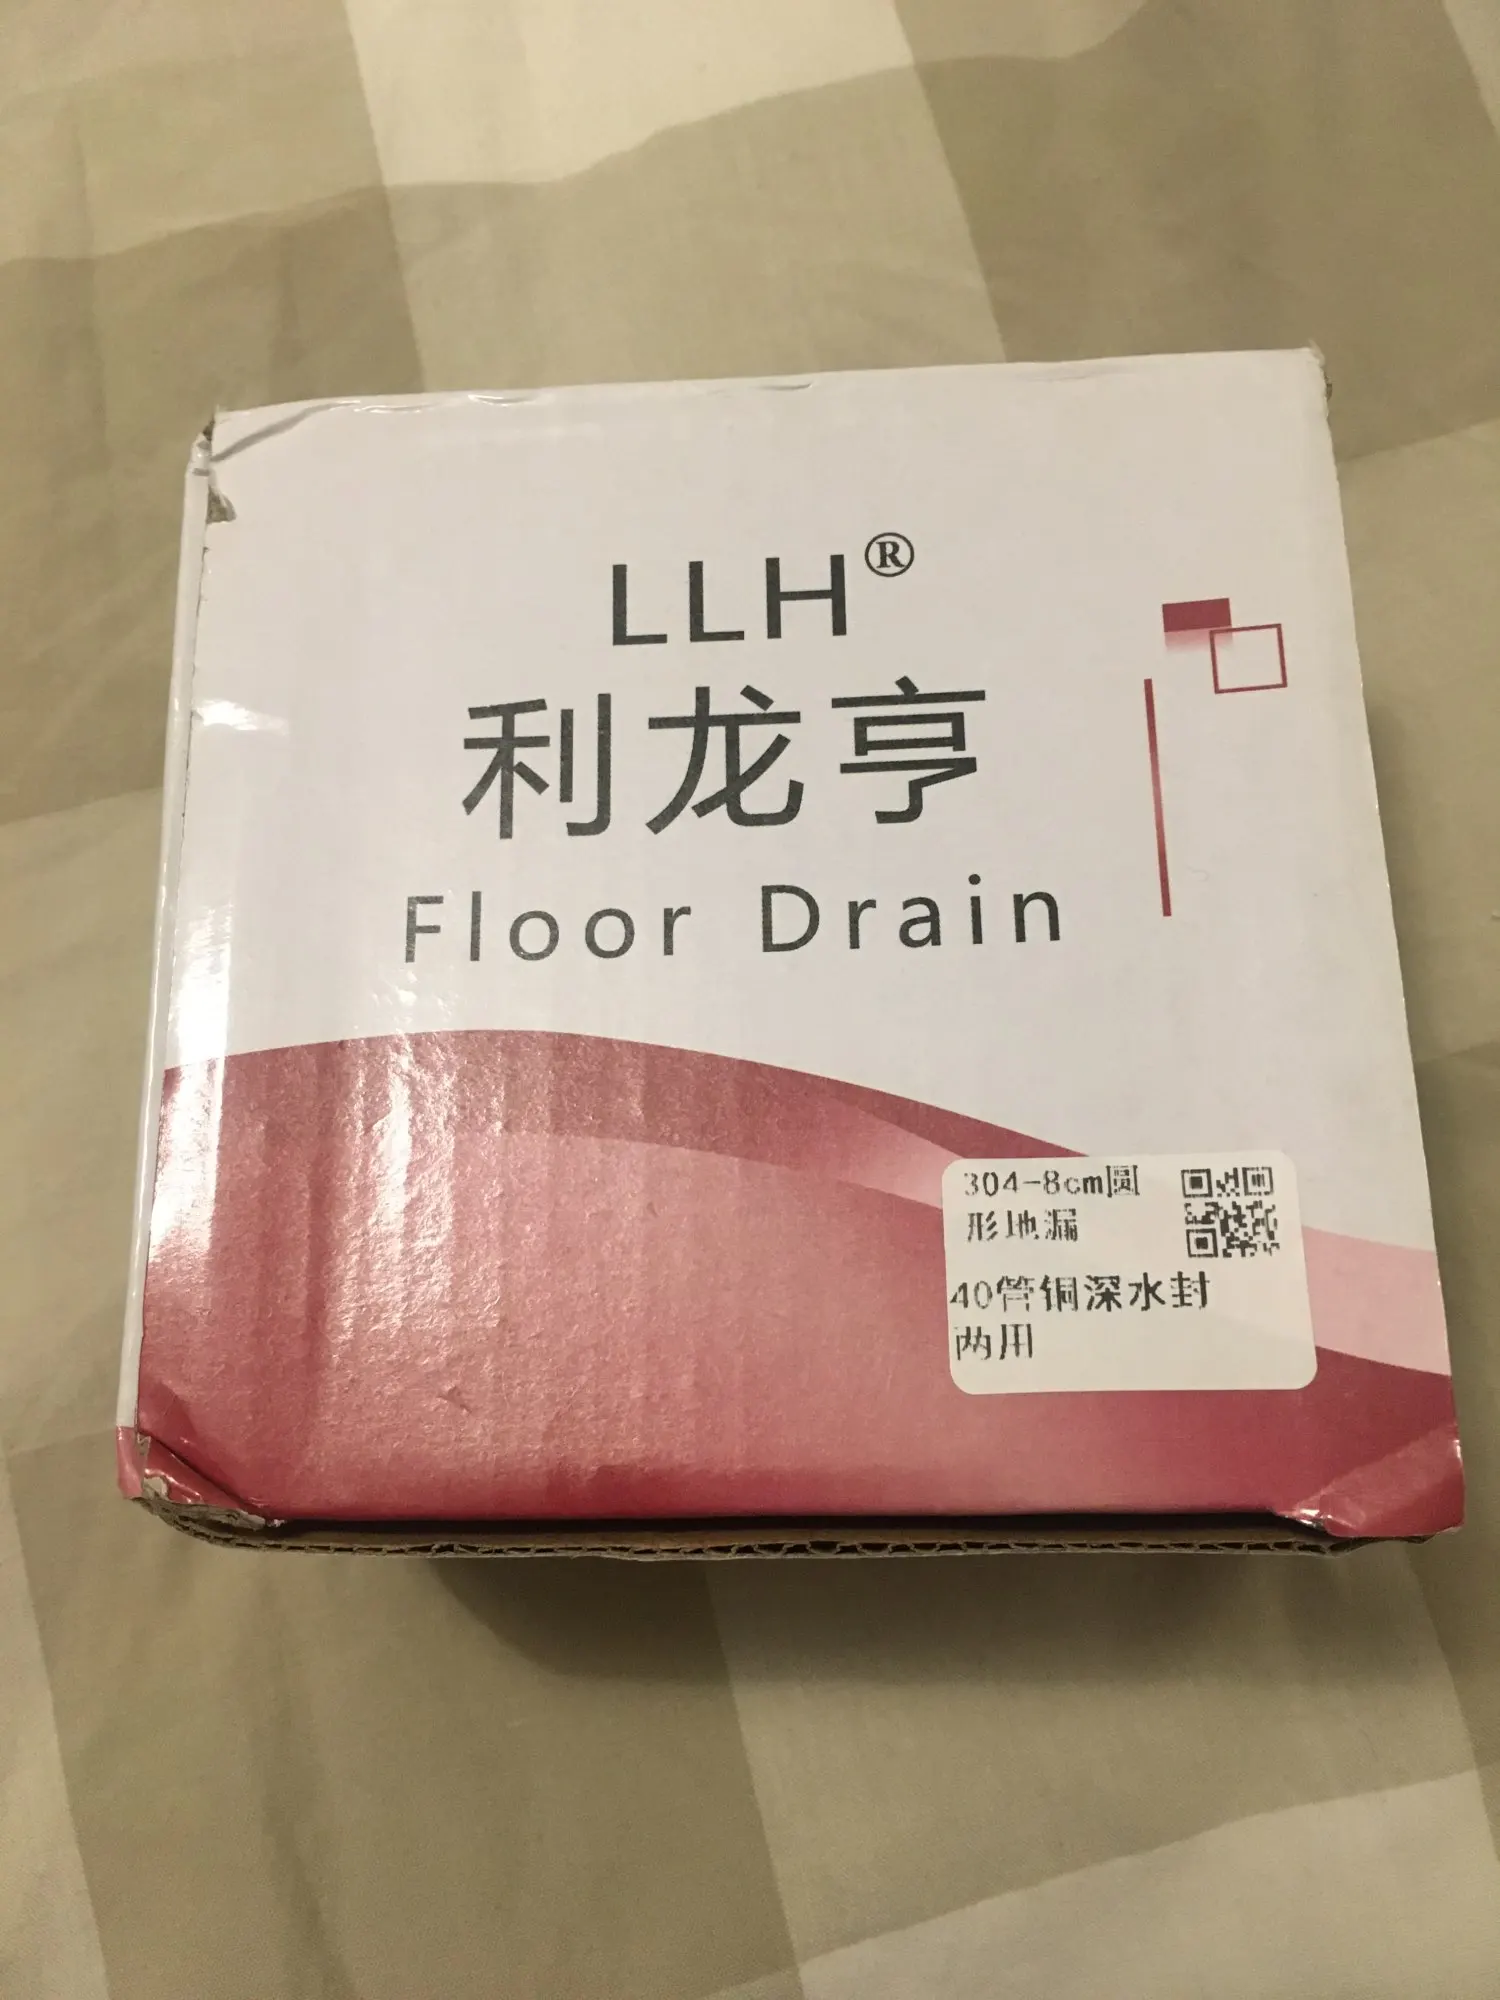 LLH®
利龙亨
Floor Drain
304-8cm圆
形地漏
40管铜深水封
两用